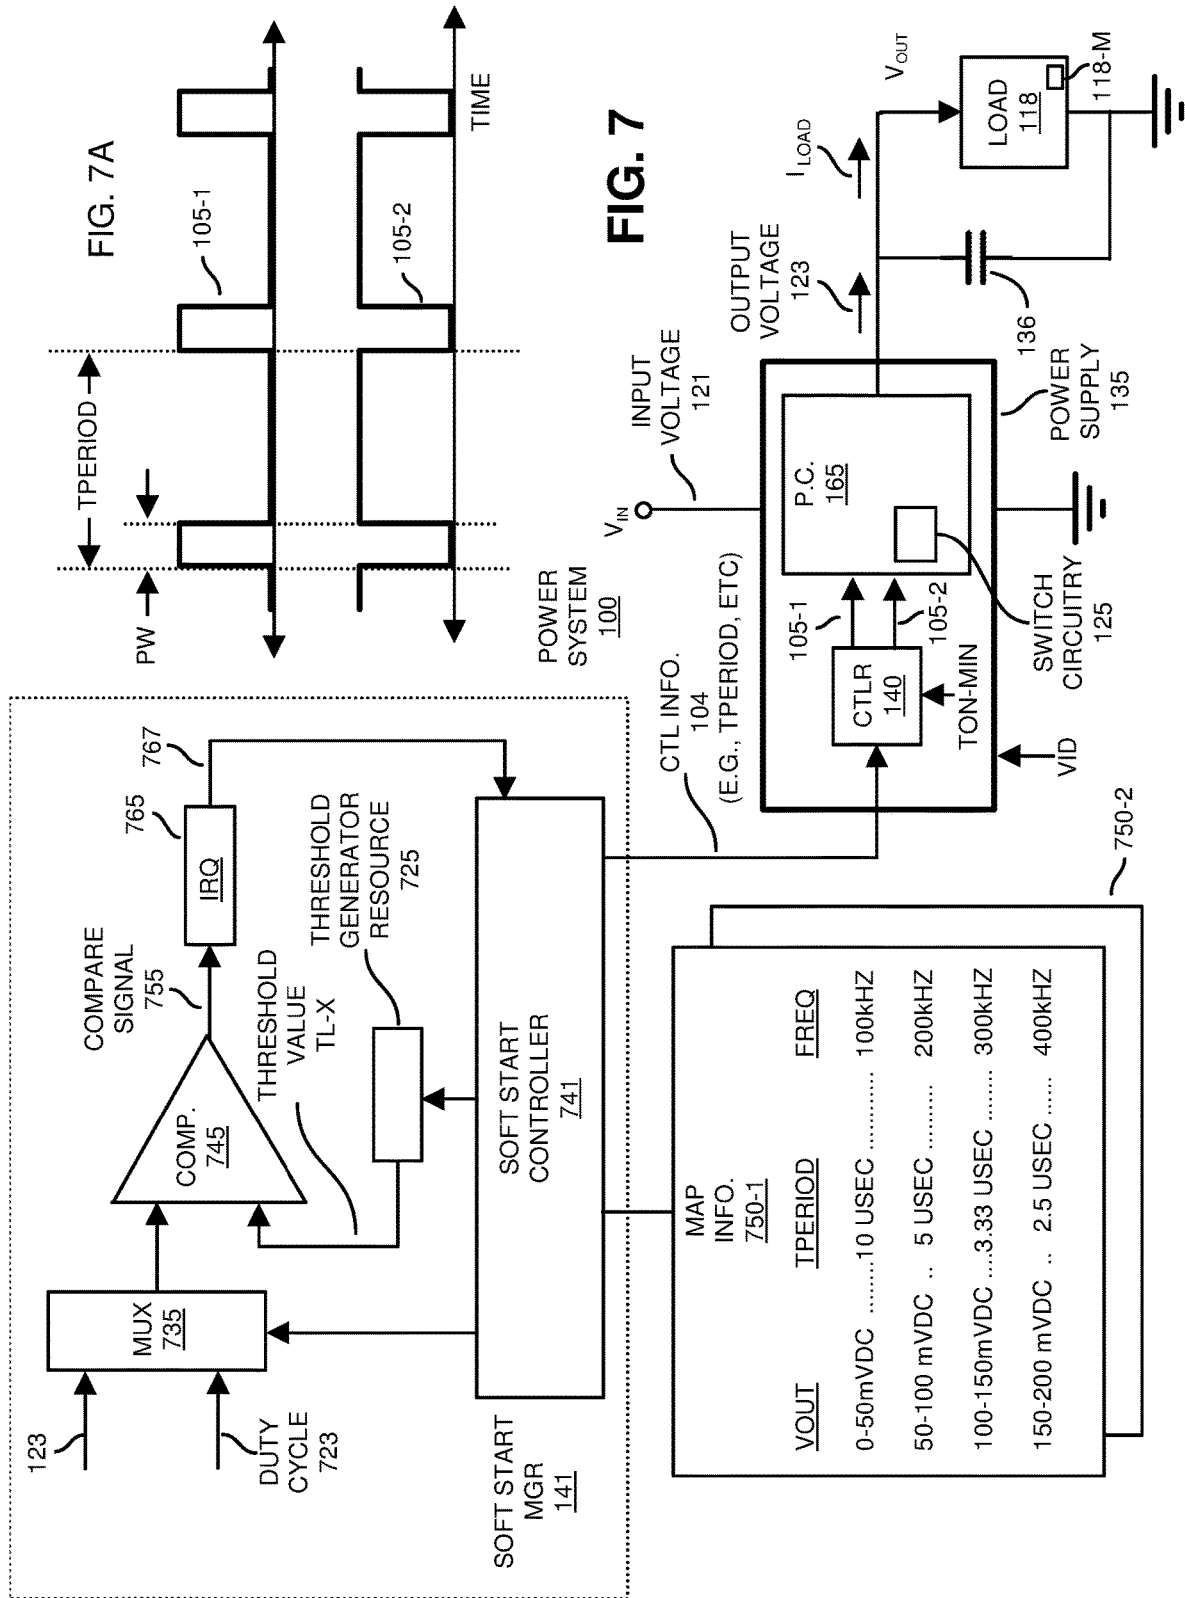 FIG. 7A
PW
TPERIOD
105-1
105-2
TIME
FIG. 7
POWER
SYSTEM
100
123
DUTY
CYCLE
723
MUX
735
COMP.
745
COMPARE
SIGNAL
755
IRQ
765
767
THRESHOLD
VALUE
TL-X
THRESHOLD
GENERATOR
RESOURCE
725
SOFT START
CONTROLLER
741
SOFT START
MGR
141
CTL INFO.
104
(E.G., TPERIOD, ETC)
VIN
INPUT
VOLTAGE
121
CTLR
140
TON-MIN
VID
105-1
105-2
P.C.
165
SWITCH
CIRCUITRY
125
POWER
SUPPLY
135
OUTPUT
VOLTAGE
123
136
ILOAD
VOUT
LOAD
118
118-M
MAP
INFO.
750-1
750-2
VOUT TPERIOD FREQ
0-50mVDC ........10 USEC ............ 100kHZ
50-100 mVDC .. 5 USEC .......... 200kHZ
100-150mVDC ....3.33 USEC ....... 300kHZ
150-200 mVDC .. 2.5 USEC ...... 400kHZ